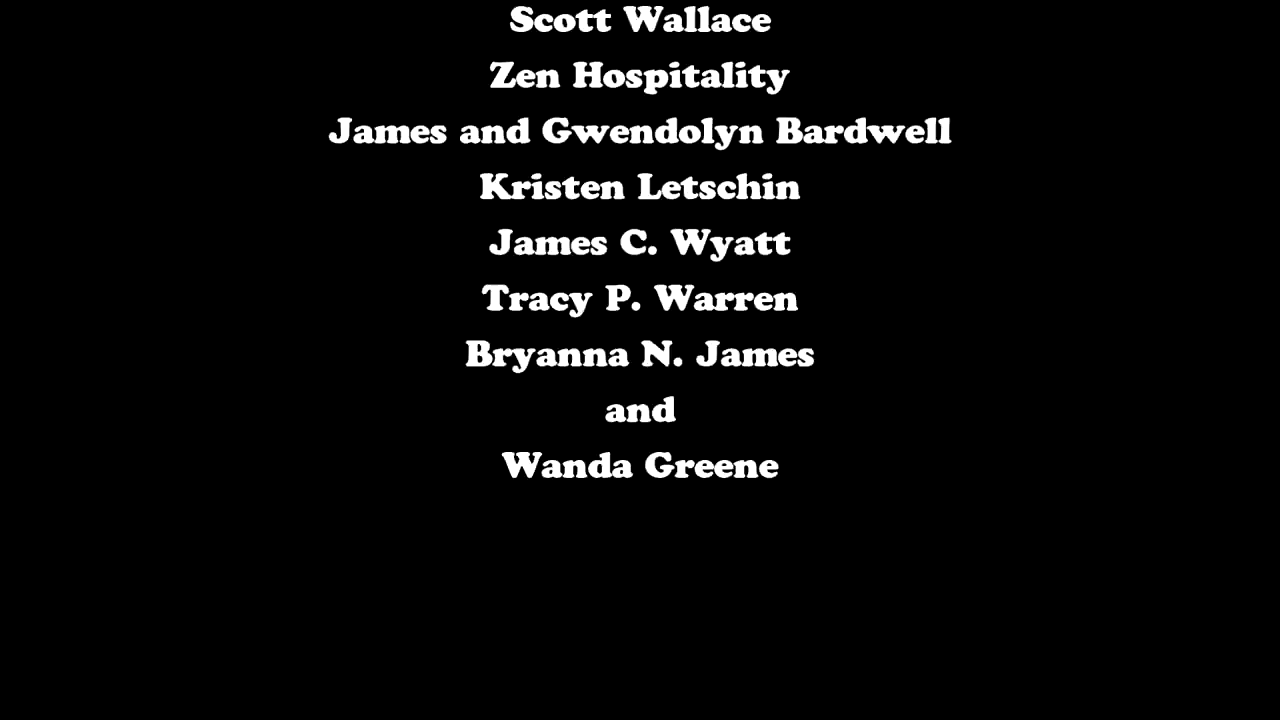 Scott Wallace
Zen Hospitality
James and Gwendolyn Bardwell
Kristen Letschin
James C. Wyatt
Tracy P. Warren
Bryanna N. James
and
Wanda Greene